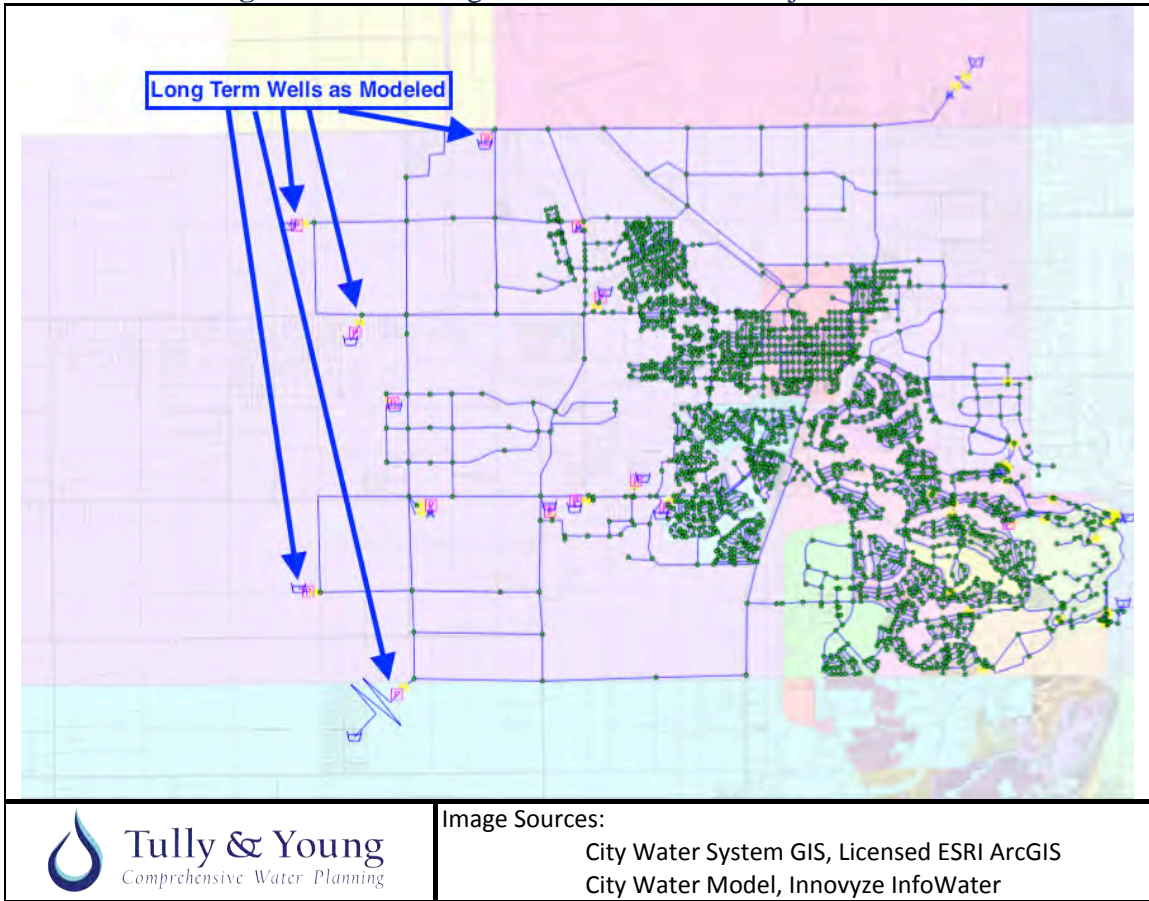 Long Term Wells as Modeled
Tully & Young
Comprehensive Water Planning
Image Sources:
City Water System GIS, Licensed ESRI ArcGIS
City Water Model, Innovyze InfoWater